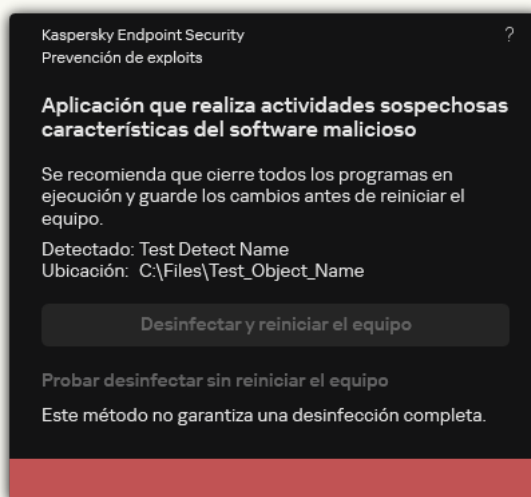 Kaspersky Endpoint Security
?
Prevención de exploits
Aplicación que realiza actividades sospechosas
características del software malicioso
Se recomienda que cierre todos los programas en
ejecución y guarde los cambios antes de reiniciar el
equipo.
Detectado: Test Detect Name
Ubicación: C:\Files\Test_Object_Name
Desinfectar y reiniciar el equipo
Probar desinfectar sin reiniciar el equipo
Este método no garantiza una desinfección completa.